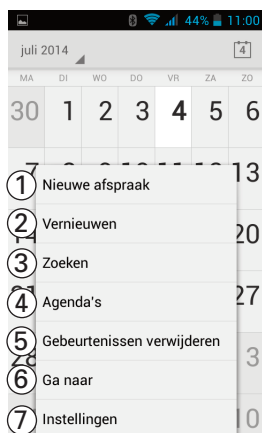 44% 11:00
juli 2014 4
MA DI WO DO VR ZA ZO
30 1 2 3 4 5 6
13
1 Nieuwe afspraak
2 Vernieuwen
20
3 Zoeken
4 Agenda's
27
5 Gebeurtenissen verwijderen
3
6 Ga naar
7 Instellingen
10